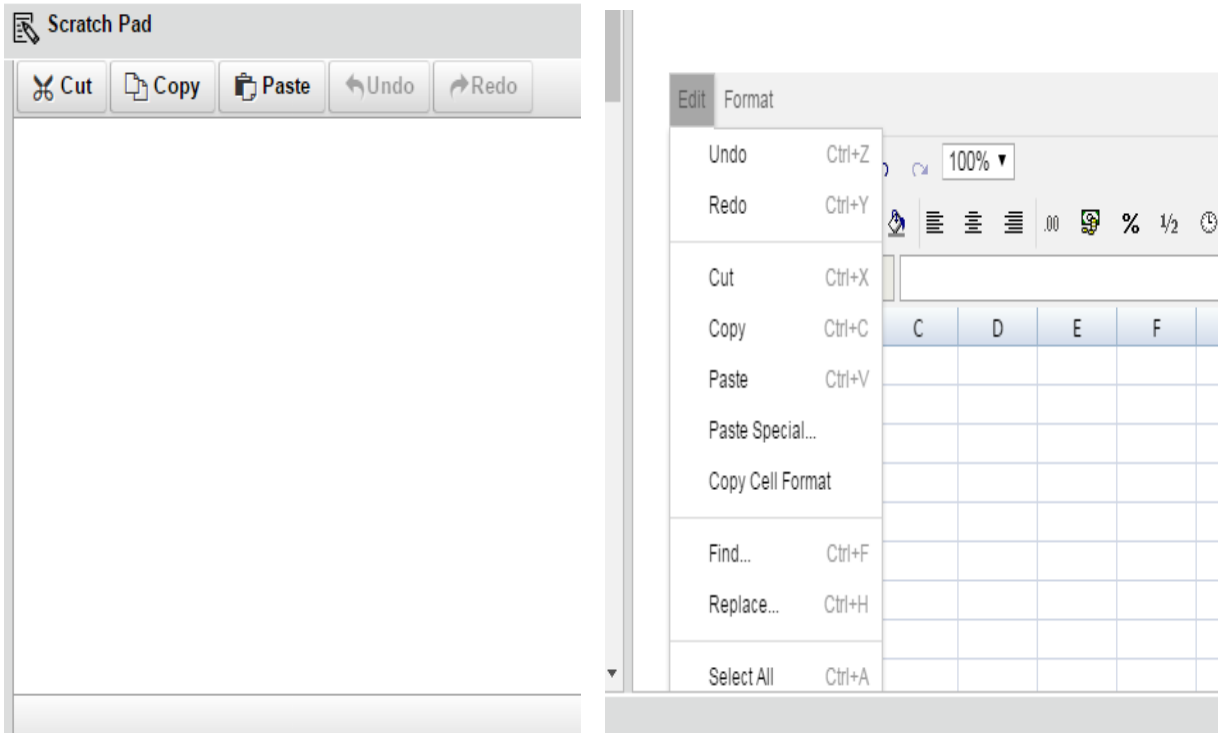 Scratch Pad
Cut Copy Paste Undo Redo
Edit Format
Undo Ctrl+Z
100%
Redo Ctrl+Y
.00 % 1/2
Cut Ctrl+X
Copy Ctrl+C
C D E F
Paste Ctrl+V
Paste Special...
Copy Cell Format
Find... Ctrl+F
Replace... Ctrl+H
Select All Ctrl+A